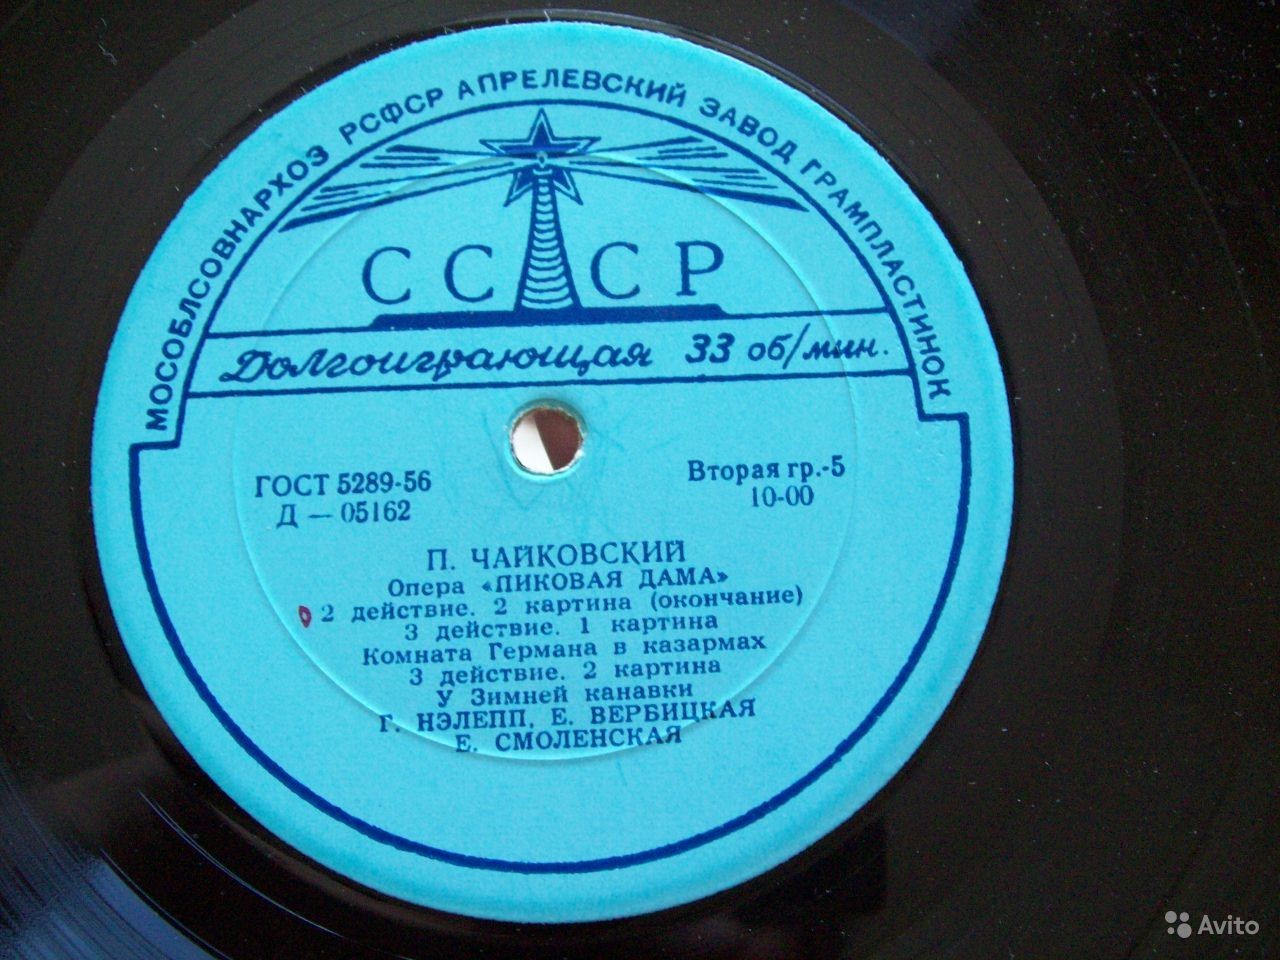 МОСОБЛСОВНАРХОЗ РСФСР АПРЕЛЕВСКИЙ ЗАВОД ГРАМПЛАСТИНОК
СССР
Долгоиграющая 33 об/мин.
ГОСТ 5289-56
Д — 05162
Вторая гр.-5
10-00
П. ЧАЙКОВСКИЙ
Опера «ПИКОВАЯ ДАМА»
2 действие. 2 картина (окончание)
3 действие. 1 картина
Комната Германа в казармах
3 действие. 2 картина
У Зимней канавки
Г. НЭЛЕПП, Е. ВЕРБИЦКАЯ
Е. СМОЛЕНСКАЯ
Avito